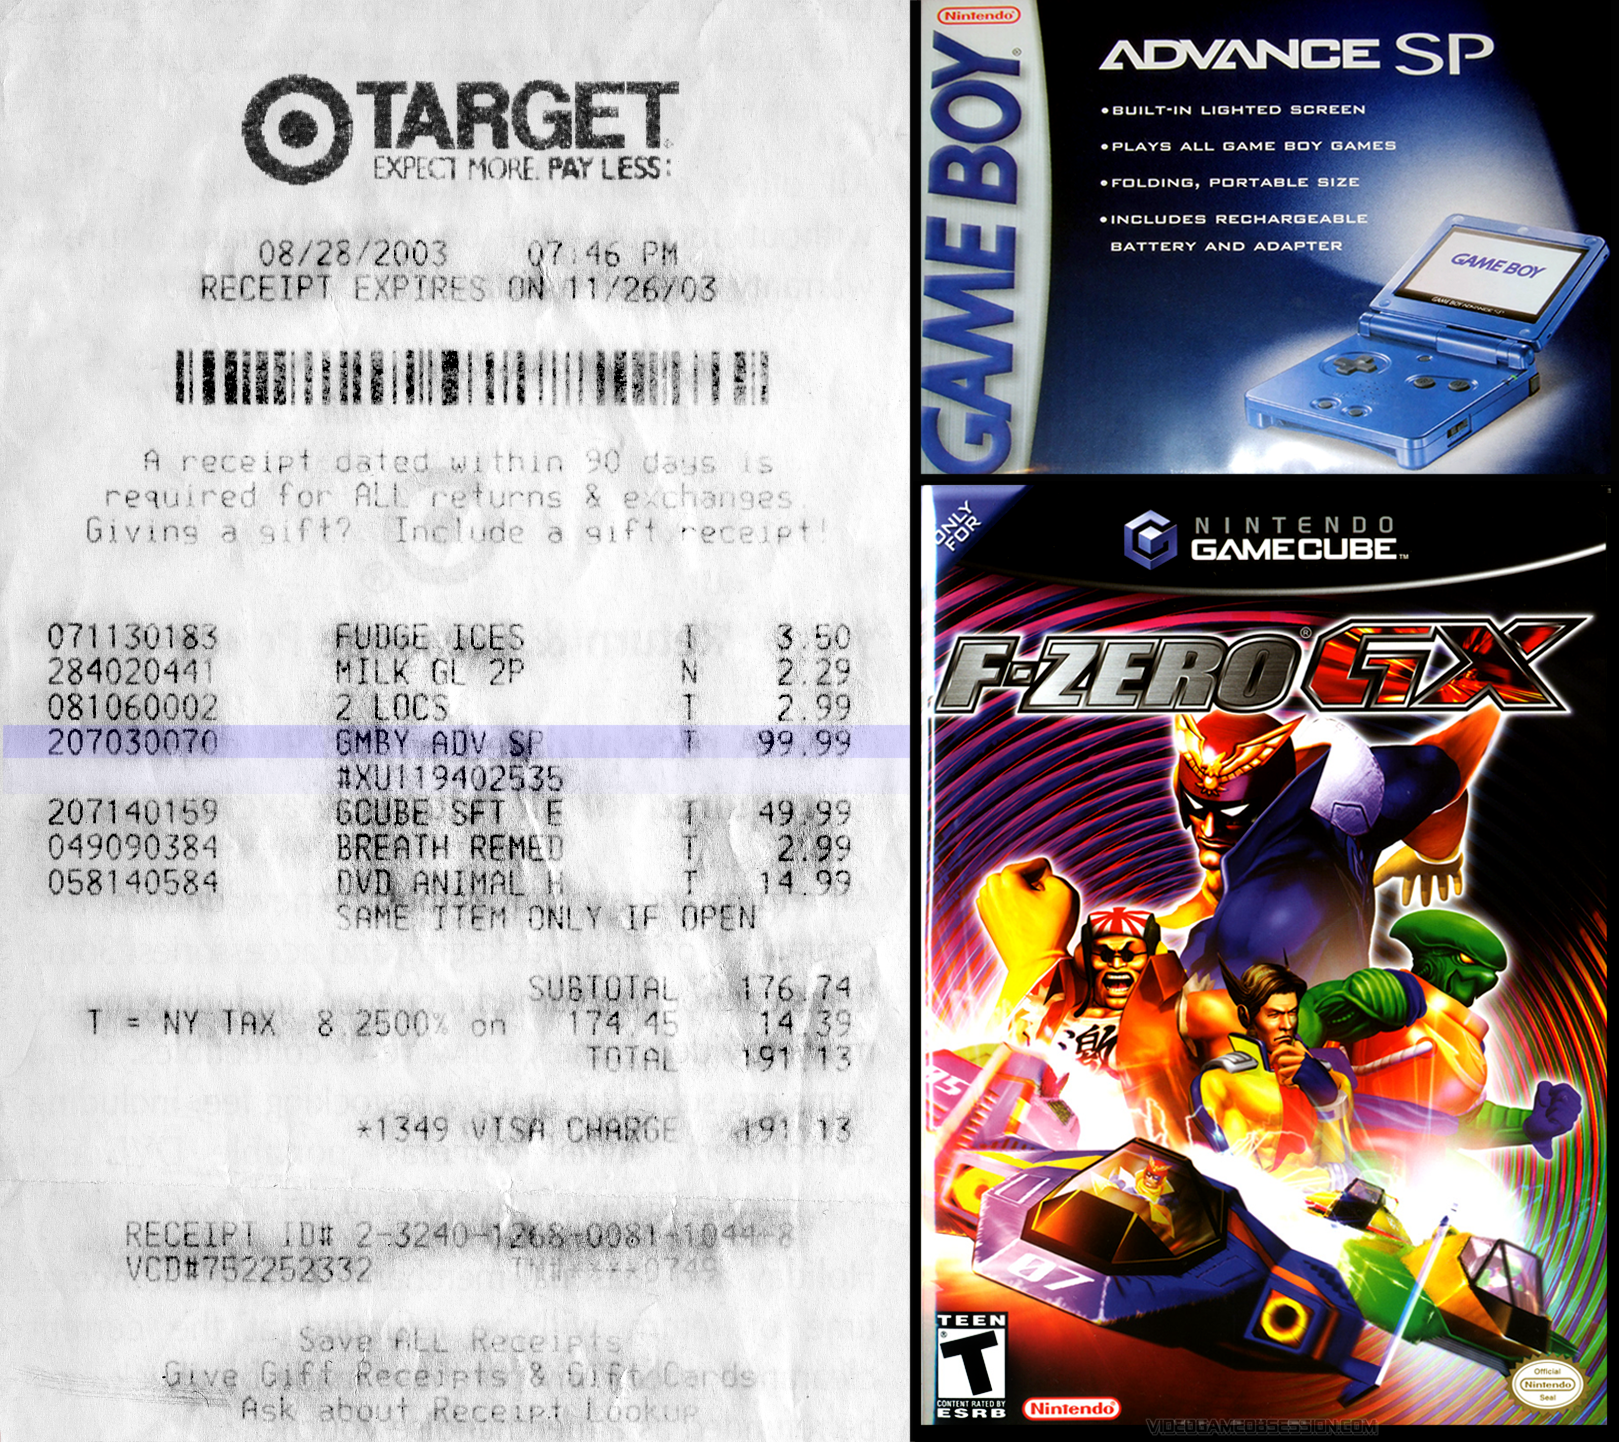 TARGET
EXPECT MORE. PAY LESS:
08/28/2003 07:46 PM
RECEIPT EXPIRES ON 11/26/03
A receipt dated within 90 days is
required for ALL returns & exchanges
Giving a gift? Include a gift receipt!
071130183 FUDGE ICES T 3.50
284020441 MILK GL 2P N 2.29
081060002 2 LOCS T 2.99
207030070 GMBY ADV SP T 99.99
#XU119402535
207140159 GCUBE SFT E T 49.99
049090384 BREATH REMED T 2.99
058140584 DVD ANIMAL H T 14.99
SAME ITEM ONLY IF OPEN
SUBTOTAL 176.74
T = NY TAX 8.2500% on 174.45 14.39
TOTAL 191.13
*1349 VISA CHARGE 191.13
RECEIPT ID# 2-3240-1268-0081-1044-8
VCD#752252332
Save ALL Receipts
Give Gift Receipts & Gift Cards
Ask about Receipt Lookup
Nintendo®
GAME BOY®
ADVANCE SP
•BUILT-IN LIGHTED SCREEN
•PLAYS ALL GAME BOY GAMES
•FOLDING, PORTABLE SIZE
•INCLUDES RECHARGEABLE
BATTERY AND ADAPTER
GAME BOY
GAME BOY ADVANCE SP
ONLY
FOR
NINTENDO
GAMECUBE™
F-ZERO® GX
07
TEEN
T
CONTENT RATED BY
ESRB
Nintendo
Official
Nintendo
Seal
VIDEOGAMEOBSESSION.COM